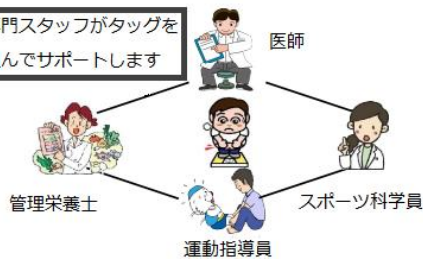 門スタッフがタッグを
んでサポートします
医師
管理栄養士
スポーツ科学員
運動指導員